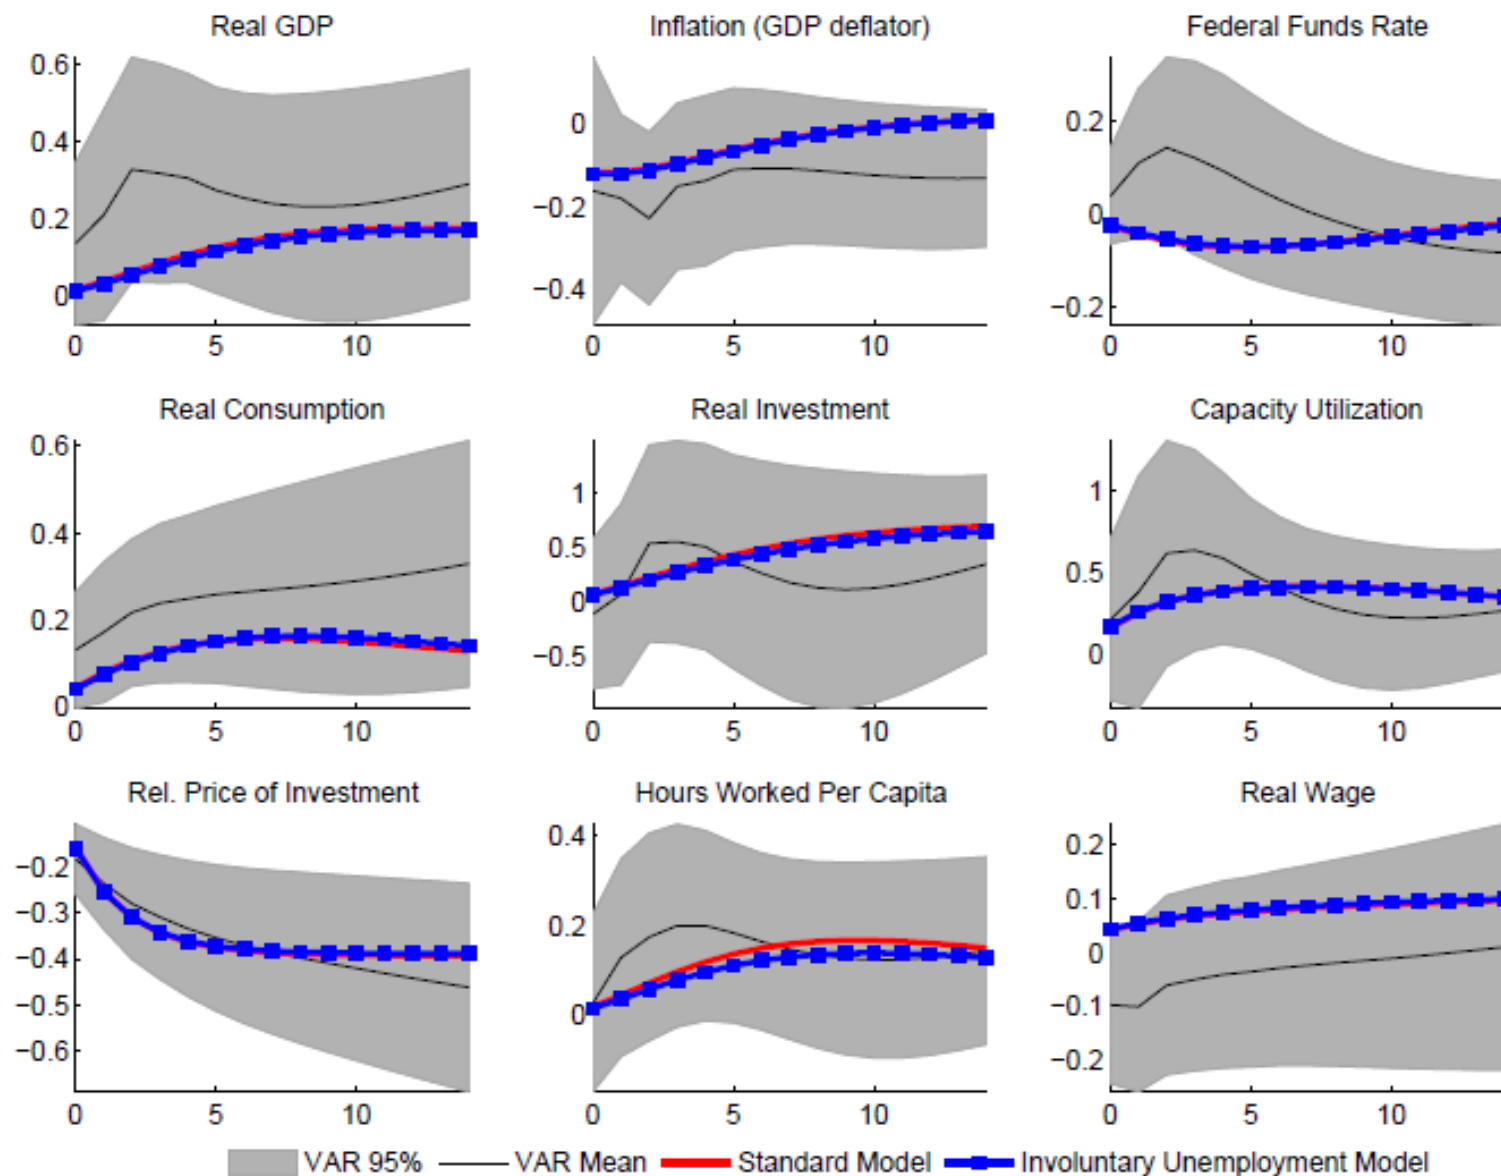 Real GDP
0.6
0.4
0.2
0
0 5 10
Inflation (GDP deflator)
0
−0.2
−0.4
0 5 10
Federal Funds Rate
0.2
0
−0.2
0 5 10
Real Consumption
0.6
0.4
0.2
0
0 5 10
Real Investment
1
0.5
0
−0.5
0 5 10
Capacity Utilization
1
0.5
0
0 5 10
Rel. Price of Investment
−0.2
−0.3
−0.4
−0.5
−0.6
0 5 10
Hours Worked Per Capita
0.4
0.2
0
0 5 10
Real Wage
0.2
0.1
0
−0.1
−0.2
0 5 10
VAR 95% VAR Mean Standard Model Involuntary Unemployment Model